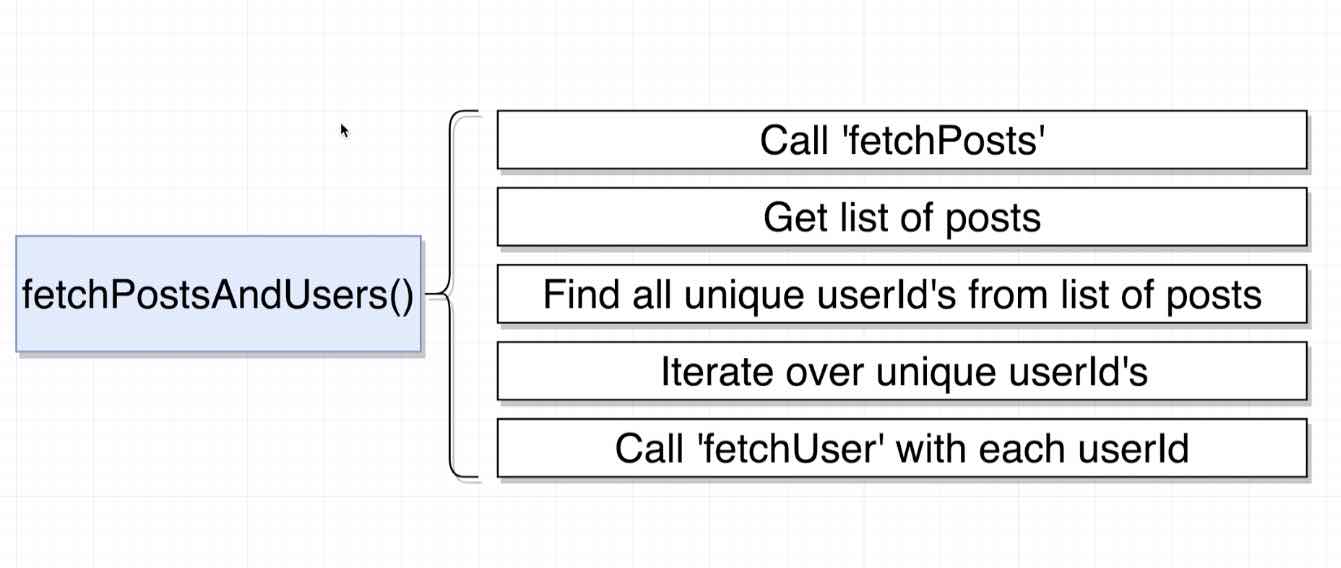 Call 'fetchPosts'
Get list of posts
fetchPostsAndUsers()
Find all unique userId's from list of posts
Iterate over unique userId's
Call 'fetchUser' with each userId